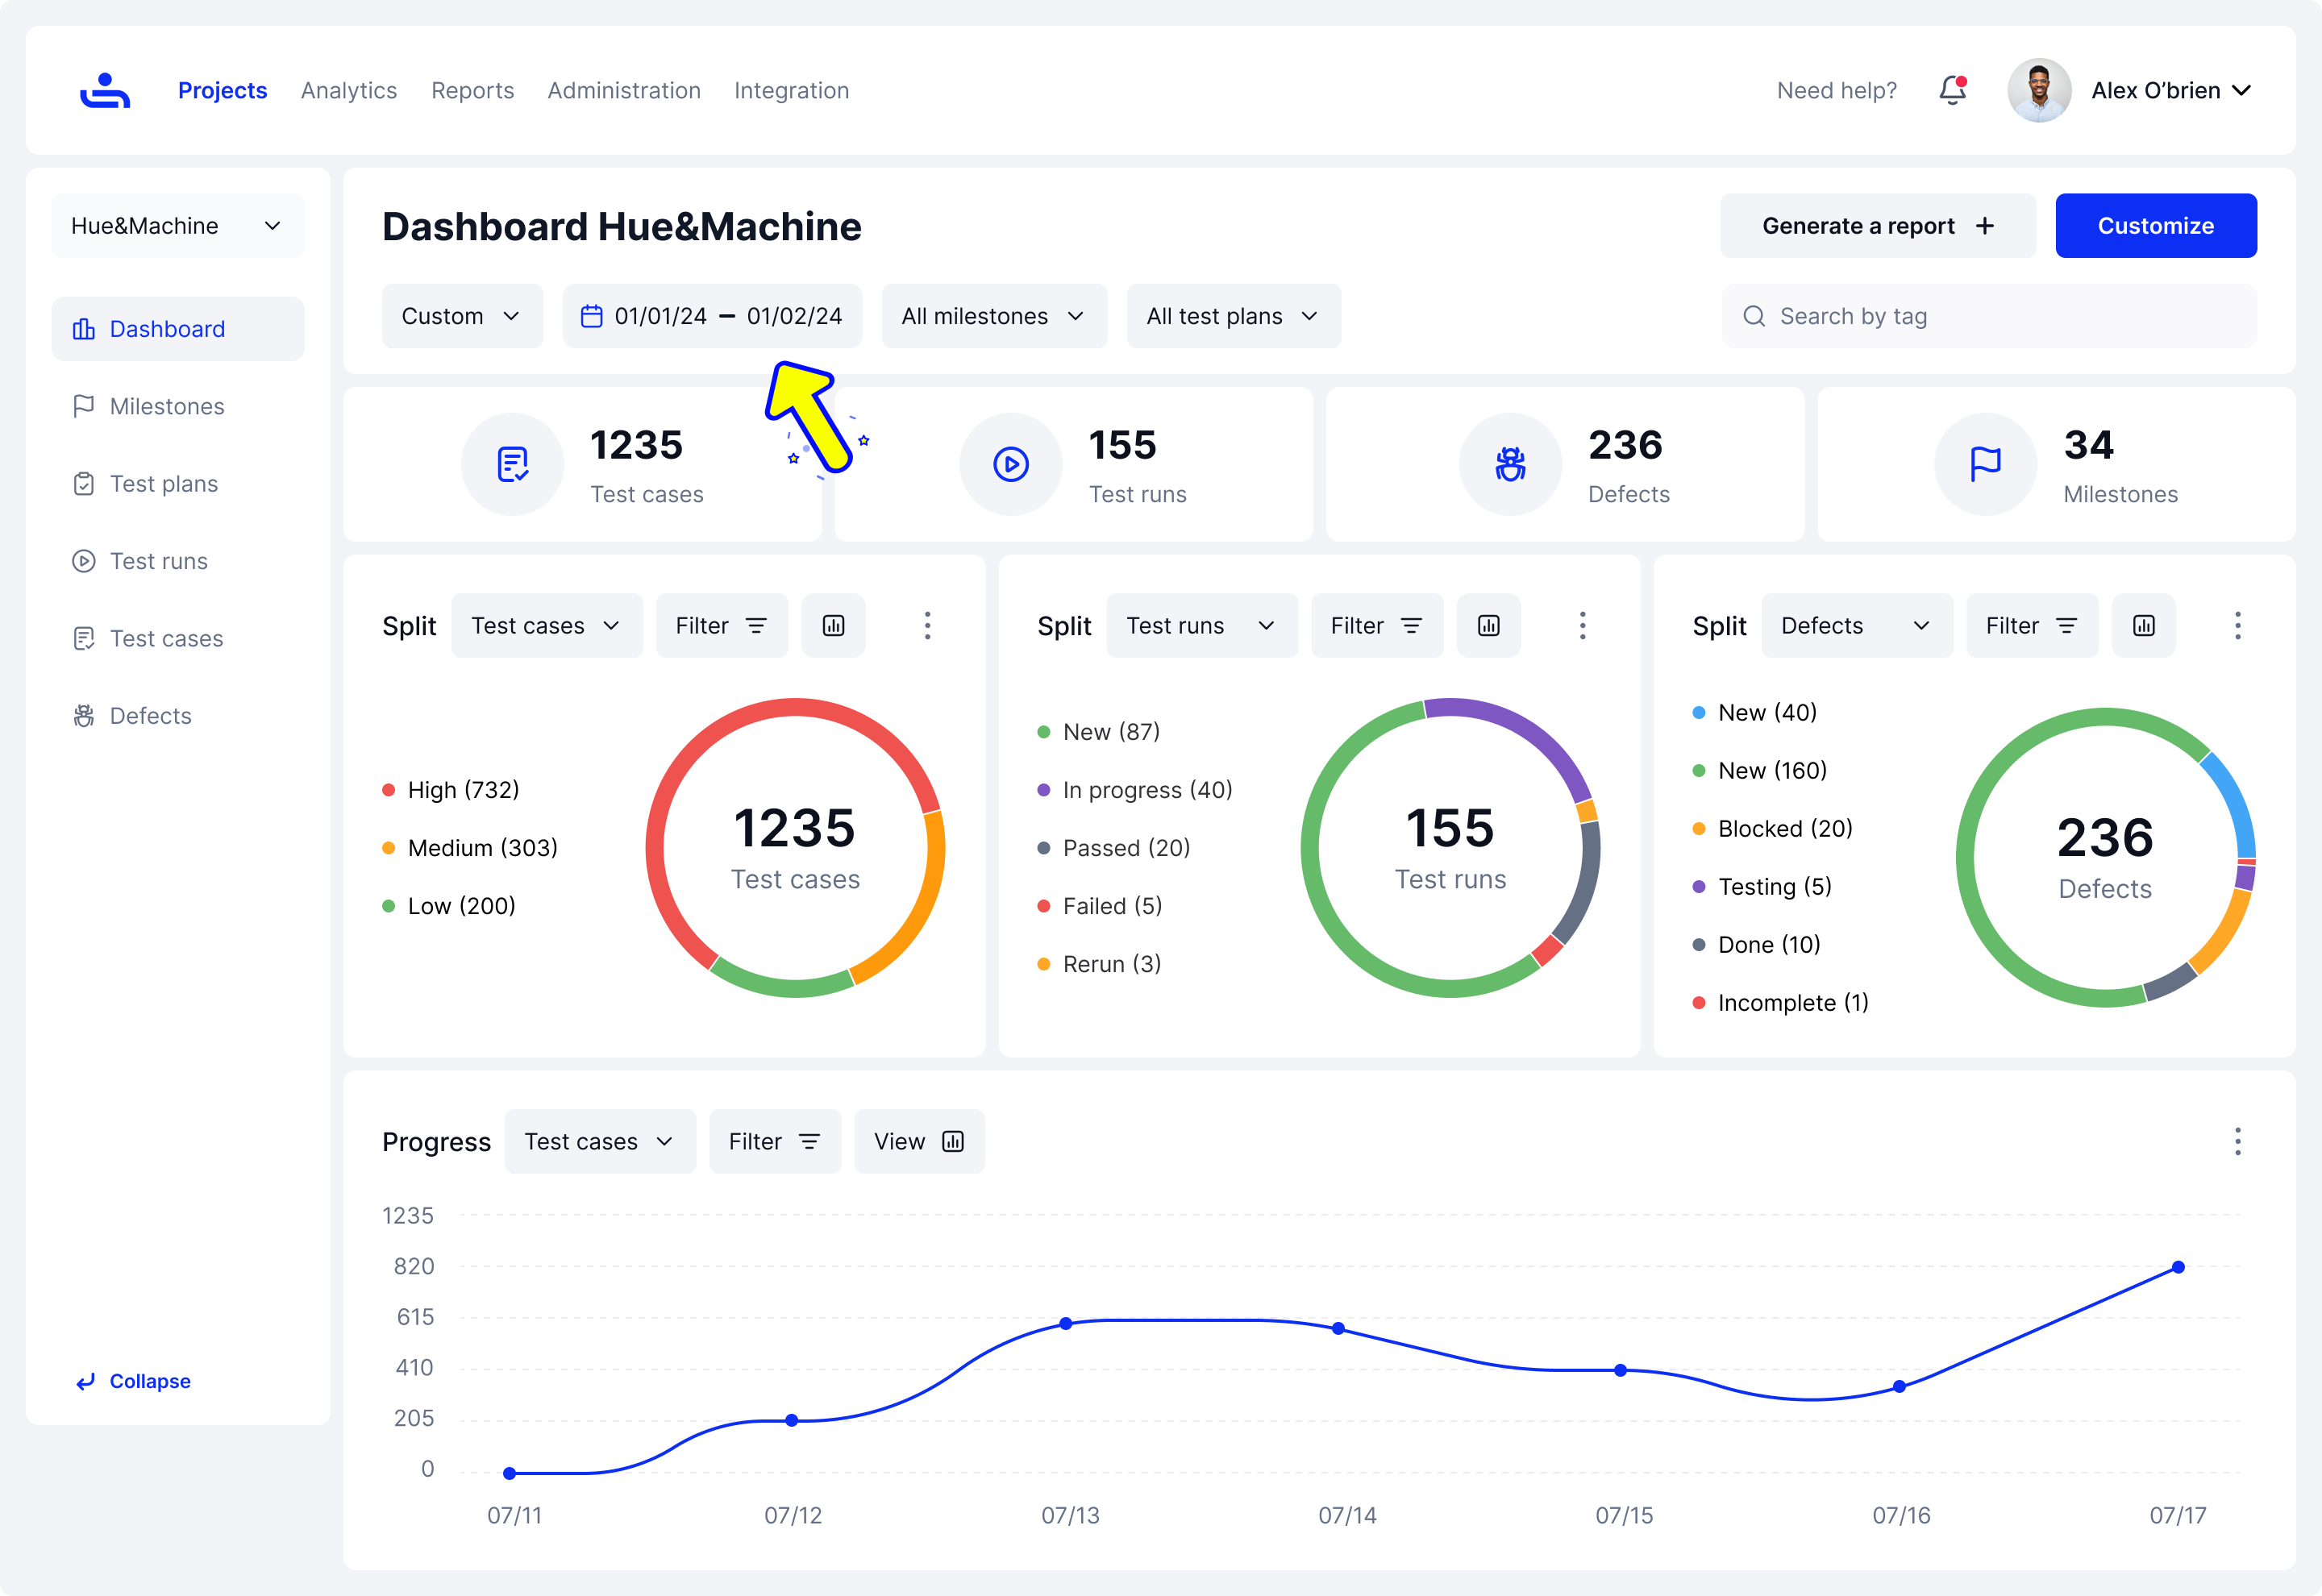 Projects Analytics Reports Administration Integration Need help? Alex O’brien
Hue&Machine
Dashboard
Milestones
Test plans
Test runs
Test cases
Defects
Collapse
Dashboard Hue&Machine
Generate a report
Customize
Custom
01/01/24 – 01/02/24
All milestones
All test plans
Search by tag
1235
Test cases
155
Test runs
236
Defects
34
Milestones
Split Test cases Filter
High (732)
Medium (303)
Low (200)
1235
Test cases
Split Test runs Filter
New (87)
In progress (40)
Passed (20)
Failed (5)
Rerun (3)
155
Test runs
Split Defects Filter
New (40)
New (160)
Blocked (20)
Testing (5)
Done (10)
Incomplete (1)
236
Defects
Progress Test cases Filter View
1235
820
615
410
205
0
07/11 07/12 07/13 07/14 07/15 07/16 07/17